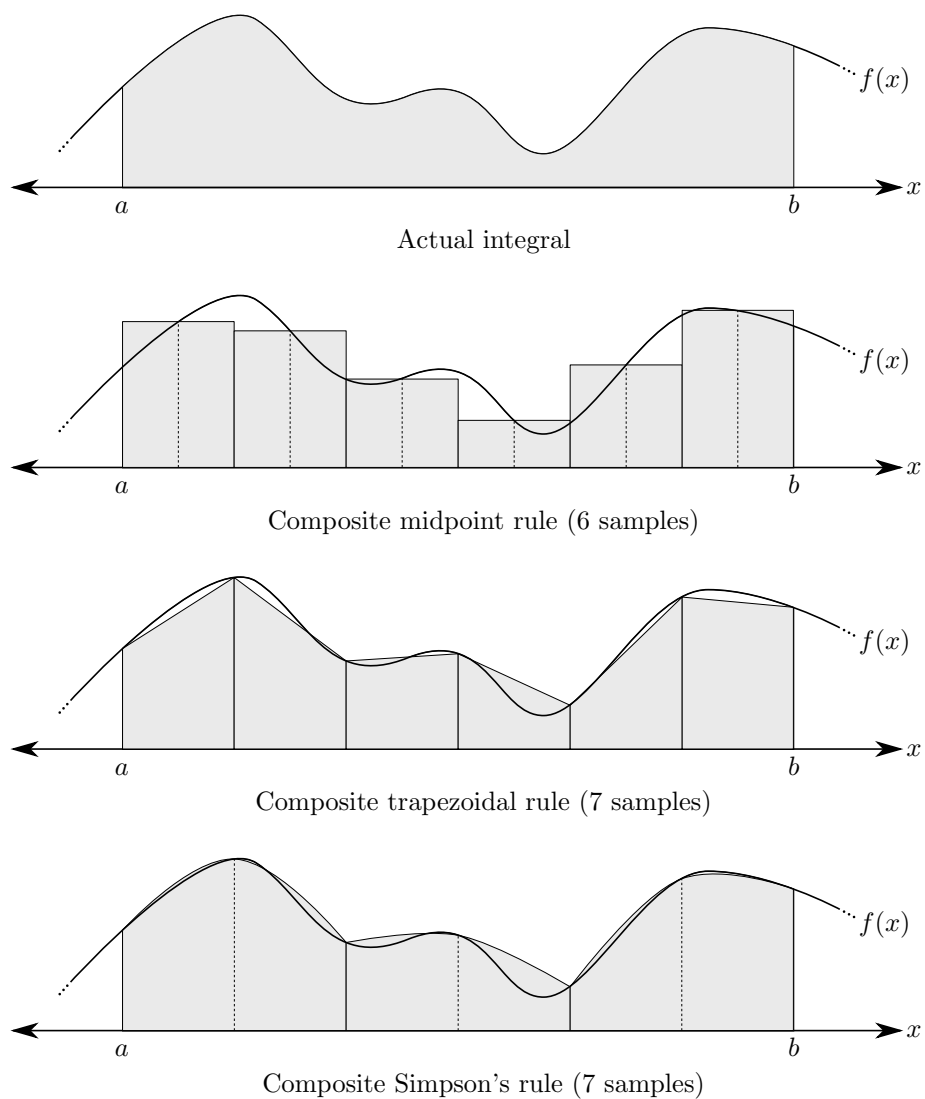 f(x)
x
a b
Actual integral
f(x)
x
a b
Composite midpoint rule (6 samples)
f(x)
x
a b
Composite trapezoidal rule (7 samples)
f(x)
x
a b
Composite Simpson's rule (7 samples)